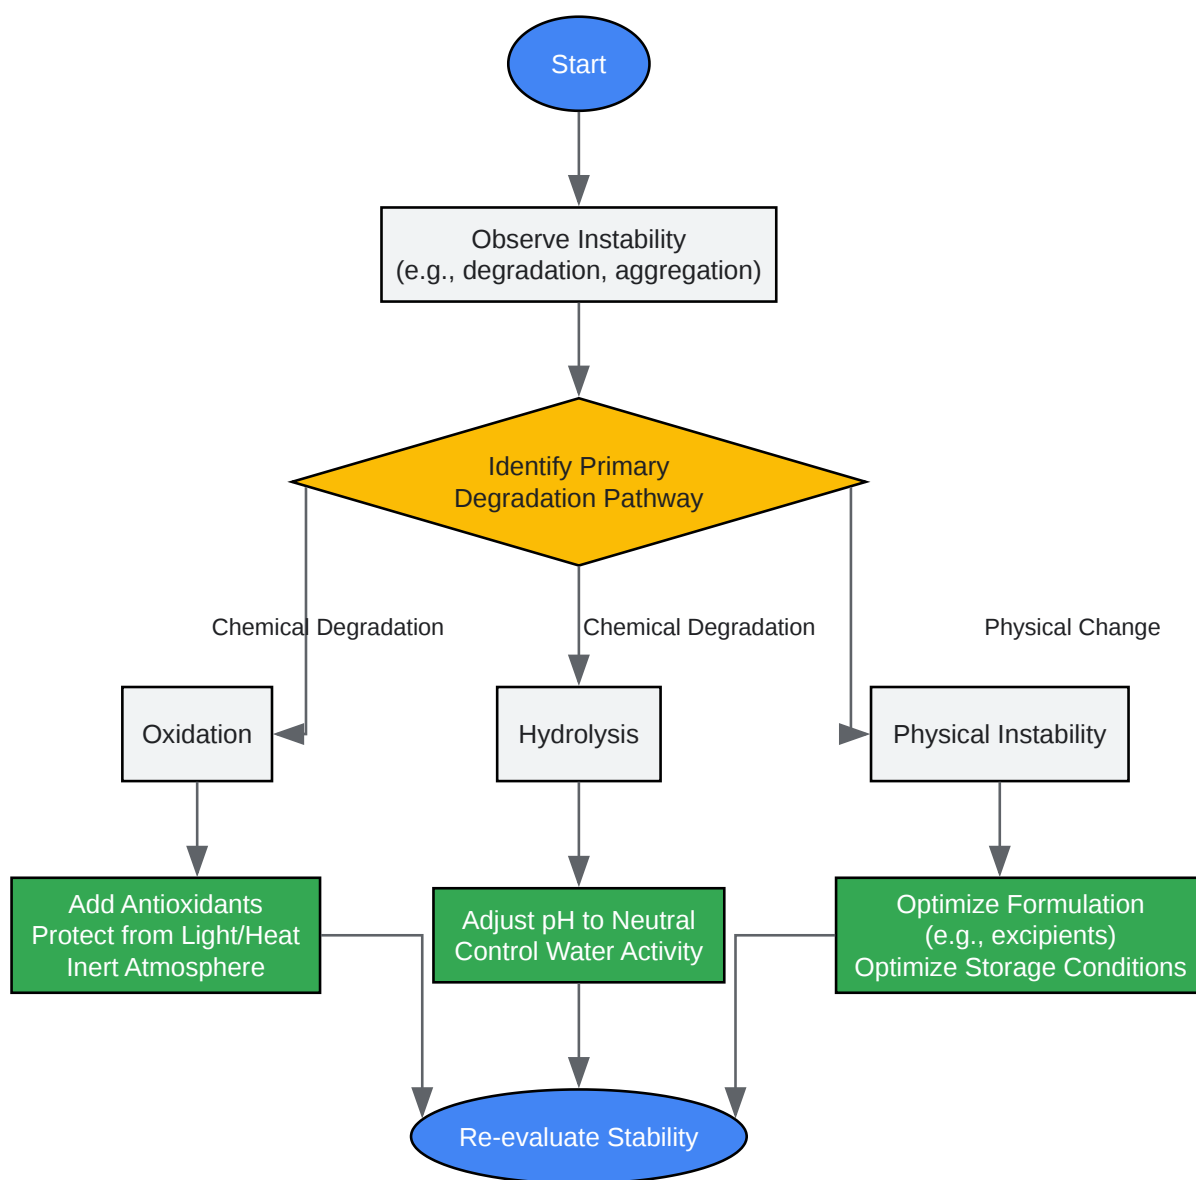 Start
Observe Instability
(e.g., degradation, aggregation)
Identify Primary
Degradation Pathway
Chemical Degradation
Chemical Degradation
Physical Change
Oxidation
Hydrolysis
Physical Instability
Add Antioxidants
Protect from Light/Heat
Inert Atmosphere
Adjust pH to Neutral
Control Water Activity
Optimize Formulation
(e.g., excipients)
Optimize Storage Conditions
Re-evaluate Stability